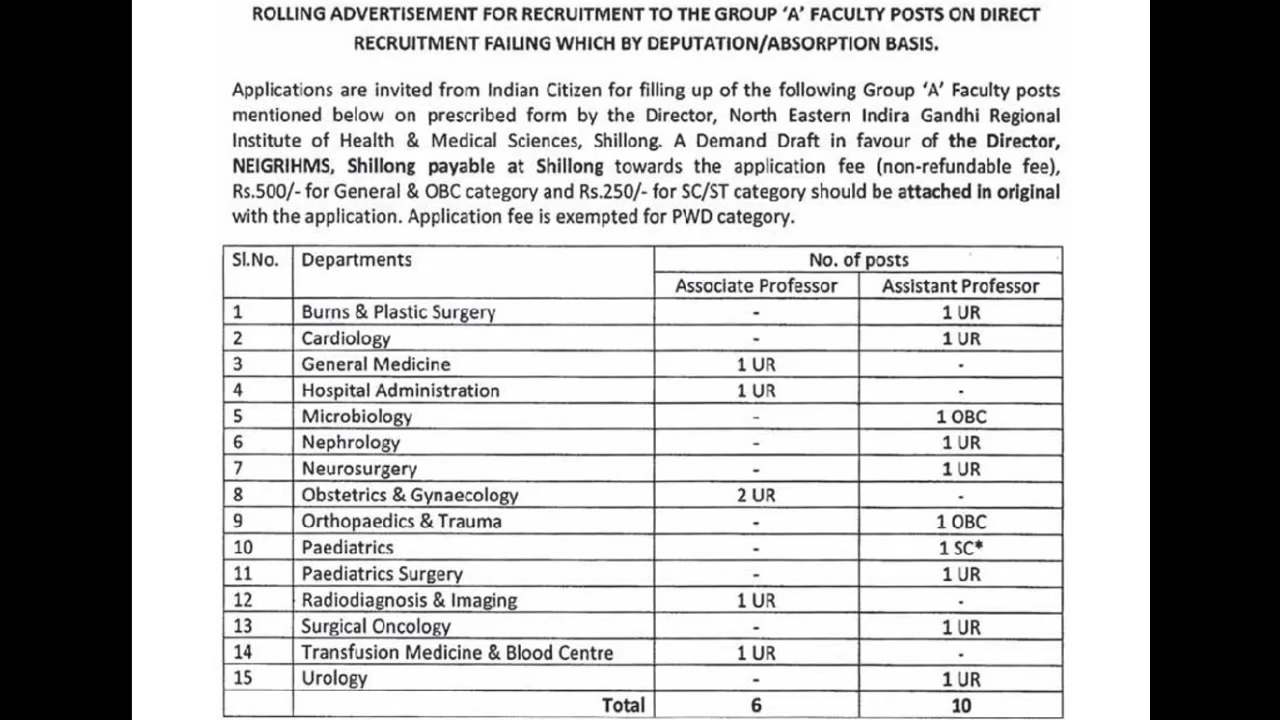 ROLLING ADVERTISEMENT FOR RECRUITMENT TO THE GROUP 'A' FACULTY POSTS ON DIRECT
RECRUITMENT FAILING WHICH BY DEPUTATION/ABSORPTION BASIS.
Applications are invited from Indian Citizen for filling up of the following Group 'A' Faculty posts
mentioned below on prescribed form by the Director, North Eastern Indira Gandhi Regional
Institute of Health & Medical Sciences, Shillong. A Demand Draft in favour of the Director,
NEIGRIHMS, Shillong payable at Shillong towards the application fee (non-refundable fee),
Rs.500/- for General & OBC category and Rs.250/- for SC/ST category should be attached in original
with the application. Application fee is exempted for PWD category.
Sl.No. Departments No. of posts
Associate Professor Assistant Professor
1 Burns & Plastic Surgery - 1 UR
2 Cardiology - 1 UR
3 General Medicine 1 UR -
4 Hospital Administration 1 UR -
5 Microbiology - 1 OBC
6 Nephrology - 1 UR
7 Neurosurgery - 1 UR
8 Obstetrics & Gynaecology 2 UR -
9 Orthopaedics & Trauma - 1 OBC
10 Paediatrics - 1 SC*
11 Paediatrics Surgery - 1 UR
12 Radiodiagnosis & Imaging 1 UR -
13 Surgical Oncology - 1 UR
14 Transfusion Medicine & Blood Centre 1 UR -
15 Urology - 1 UR
Total 6 10